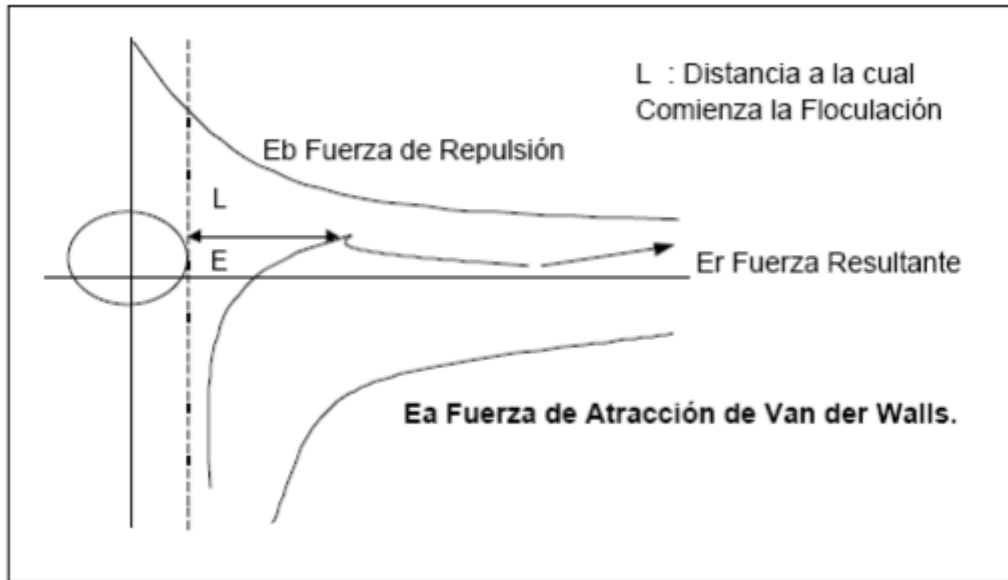 L : Distancia a la cual
Comienza la Floculación
Eb Fuerza de Repulsión
L
E
Er Fuerza Resultante
Ea Fuerza de Atracción de Van der Walls.